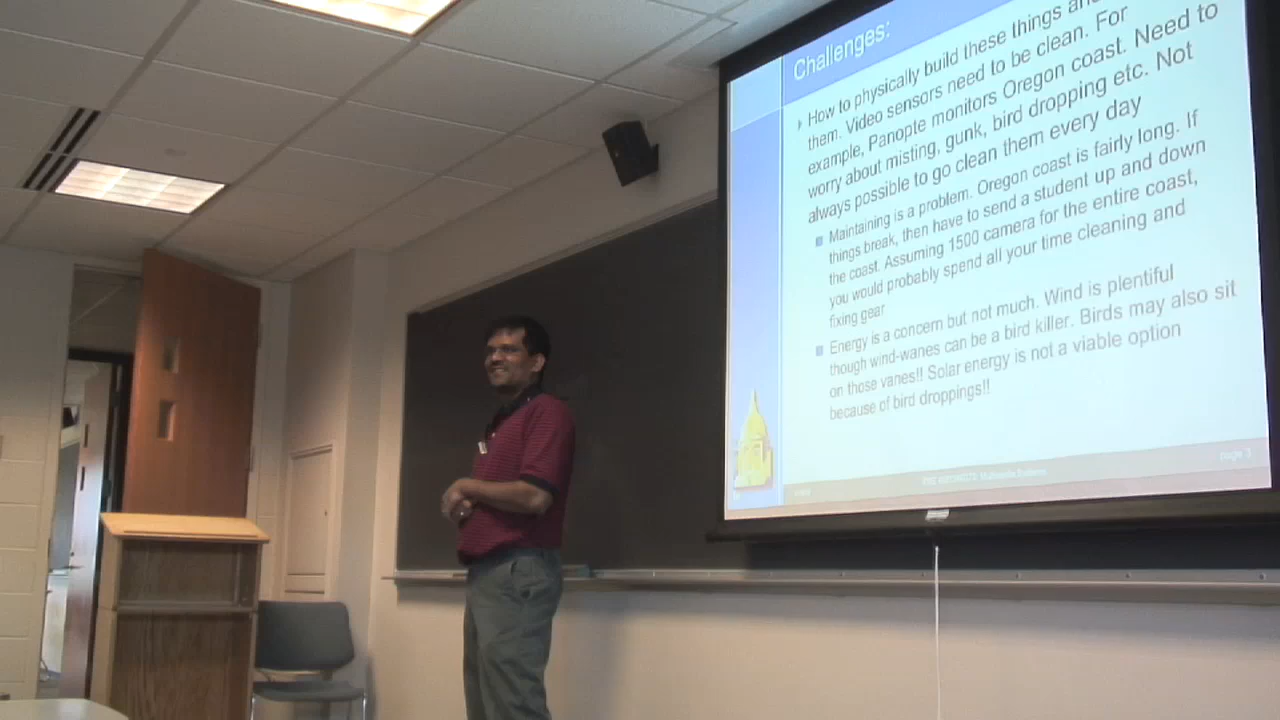 Challenges:
How to physically build these things and
them. Video sensors need to be clean. For
example, Panopte monitors Oregon coast. Need to
worry about misting, gunk, bird dropping etc. Not
always possible to go clean them every day
Maintaining is a problem. Oregon coast is fairly long. If
things break, then have to send a student up and down
the coast. Assuming 1500 camera for the entire coast,
you would probably spend all your time cleaning and
fixing gear
Energy is a concern but not much. Wind is plentiful
though wind-wanes can be a bird killer. Birds may also sit
on those vanes!! Solar energy is not a viable option
because of bird droppings!!
Multimedia Systems
page 3